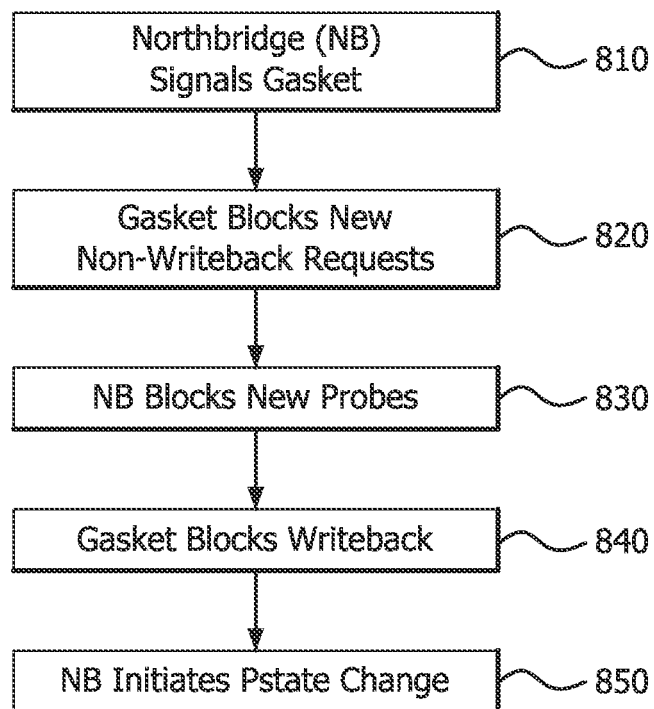 Northbridge (NB)
Signals Gasket
810
Gasket Blocks New
Non-Writeback Requests
820
NB Blocks New Probes
830
Gasket Blocks Writeback
840
NB Initiates Pstate Change
850